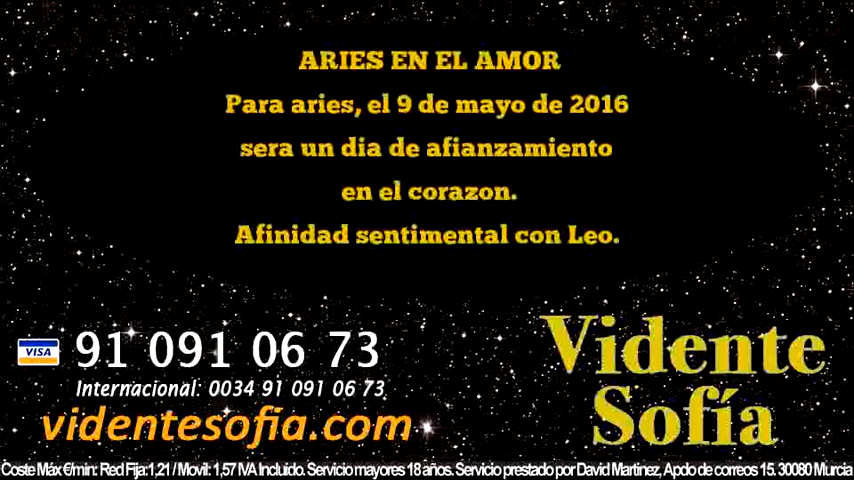 ARIES EN EL AMOR
Para aries, el 9 de mayo de 2016
sera un dia de afianzamiento
en el corazon.
Afinidad sentimental con Leo.
VISA 91 091 06 73
Internacional: 0034 91 091 06 73
videntesofia.com
Vidente
Sofía
Coste Máx €/min: Red Fija:1,21 / Movil: 1,57 IVA Incluido. Servicio mayores 18 años. Servicio prestado por David Martinez, Apdo de correos 15. 30080 Murcia